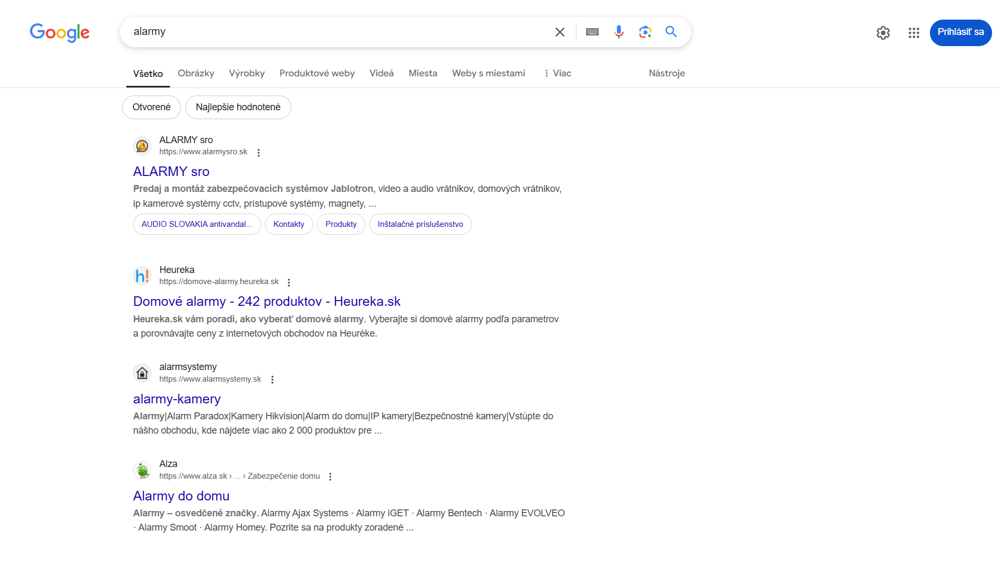 Google
alarmy
Prihlásiť sa
Všetko
Obrázky
Výrobky
Produktové weby
Videá
Miesta
Weby s miestami
Viac
Nástroje
Otvorené
Najlepšie hodnotené
ALARMY sro
https://www.alarmysro.sk
ALARMY sro
Predaj a montáž zabezpečovacích systémov Jablotron, video a audio vrátnikov, domových vrátnikov,
ip kamerové systémy cctv, prístupové systémy, magnety, ...
AUDIO SLOVAKIA antivandal...
Kontakty
Produkty
Inštalačné príslušenstvo
h!
Heureka
https://domove-alarmy.heureka.sk
Domové alarmy - 242 produktov - Heureka.sk
Heureka.sk vám poradí, ako vyberať domové alarmy. Vyberajte si domové alarmy podľa parametrov
a porovnávajte ceny z internetových obchodov na Heuréke.
alarmsystemy
https://www.alarmsystemy.sk
alarmy-kamery
Alarmy|Alarm Paradox|Kamery Hikvision|Alarm do domu|IP kamery|Bezpečnostné kamery|Vstúpte do
nášho obchodu, kde nájdete viac ako 2 000 produktov pre ...
Alza
https://www.alza.sk › ... › Zabezpečenie domu
Alarmy do domu
Alarmy – osvedčené značky. Alarmy Ajax Systems · Alarmy iGET · Alarmy Bentech · Alarmy EVOLVEO
· Alarmy Smoot · Alarmy Homey. Pozrite sa na produkty zoradené ...